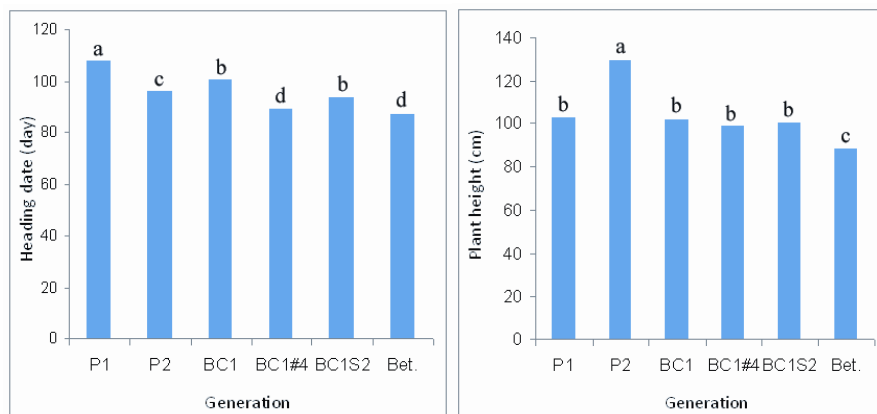 120
100
80
60
40
20
0
Heading date (day)
a
c
b
d
b
d
P1 P2 BC1 BC1#4 BC1S2 Bet.
Generation
140
120
100
80
60
40
20
0
Plant height (cm)
b
a
b
b
b
c
P1 P2 BC1 BC1#4 BC1S2 Bet.
Generation